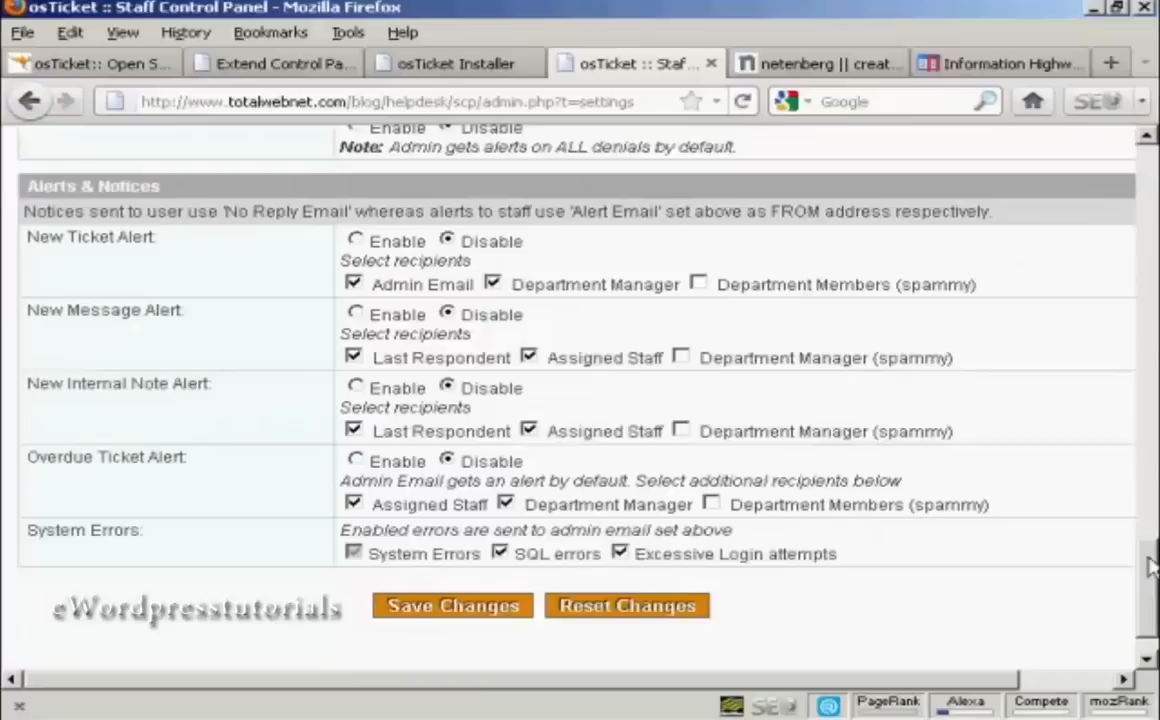 osTicket :: Staff Control Panel - Mozilla Firefox
File Edit View History Bookmarks Tools Help
osTicket:: Open S... Extend Control Pa... osTicket Installer osTicket :: Staf... netenberg || creat... Information Highw...
http://www.totalwebnet.com/blog/helpdesk/scp/admin.php?t=settings Google SE
Enable Disable
Note: Admin gets alerts on ALL denials by default.
Alerts & Notices
Notices sent to user use 'No Reply Email' whereas alerts to staff use 'Alert Email' set above as FROM address respectively.
New Ticket Alert: Enable Disable
Select recipients
Admin Email Department Manager Department Members (spammy)
New Message Alert: Enable Disable
Select recipients
Last Respondent Assigned Staff Department Manager (spammy)
New Internal Note Alert: Enable Disable
Select recipients
Last Respondent Assigned Staff Department Manager (spammy)
Overdue Ticket Alert: Enable Disable
Admin Email gets an alert by default. Select additional recipients below
Assigned Staff Department Manager Department Members (spammy)
System Errors: Enabled errors are sent to admin email set above
System Errors SQL errors Excessive Login attempts
eWordpresstutorials Save Changes Reset Changes
SE PageRank Alexa Compete mozRank